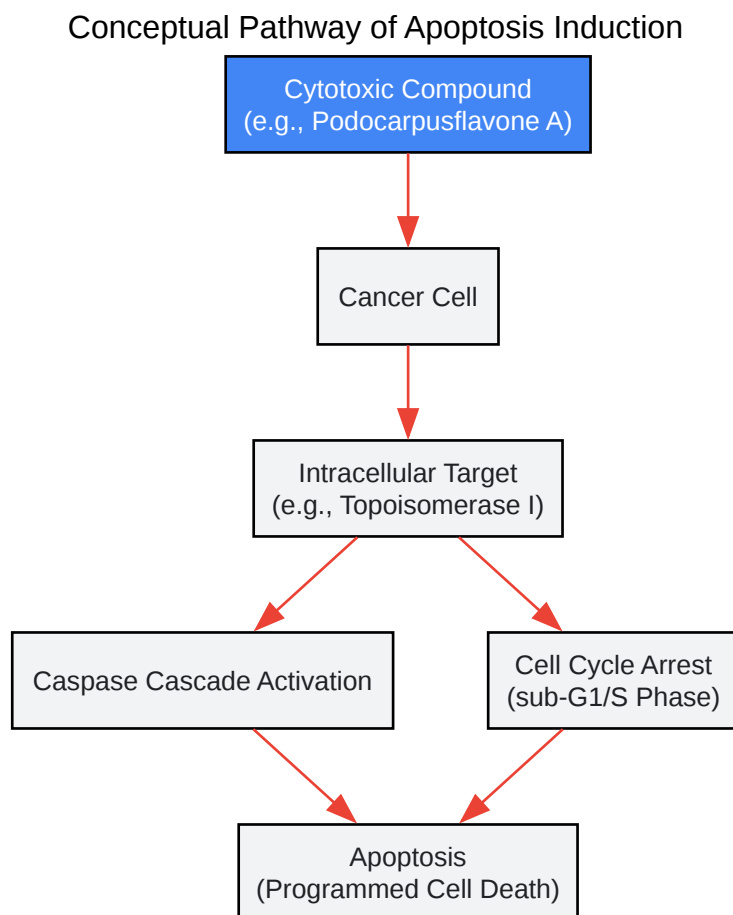 Conceptual Pathway of Apoptosis Induction
Cytotoxic Compound
(e.g., Podocarpusflavone A)
Cancer Cell
Intracellular Target
(e.g., Topoisomerase I)
Caspase Cascade Activation
Cell Cycle Arrest
(sub-G1/S Phase)
Apoptosis
(Programmed Cell Death)